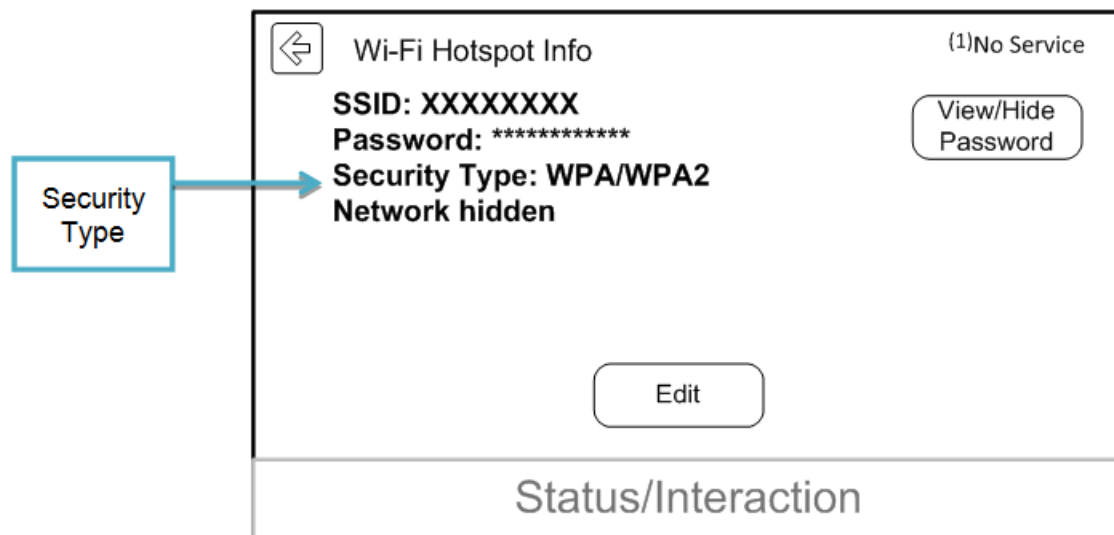 Wi-Fi Hotspot Info
(1)No Service
SSID: XXXXXXXX
Password: ************
Security Type: WPA/WPA2
Network hidden
View/Hide
Password
Security
Type
Edit
Status/Interaction